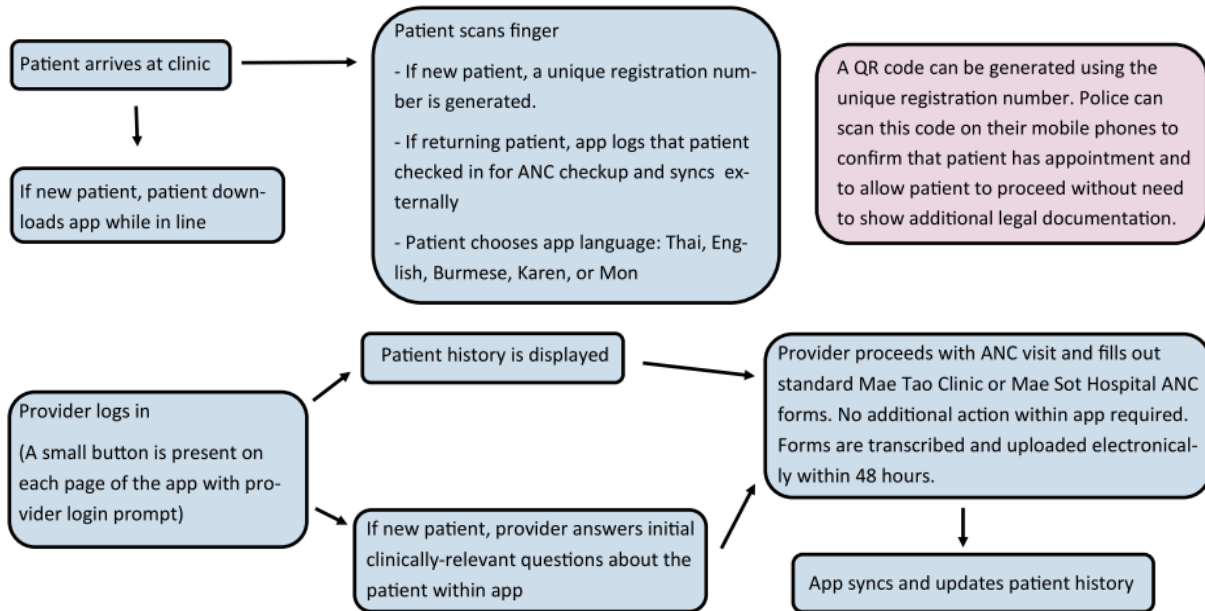 Patient arrives at clinic
If new patient, patient down-
loads app while in line
Patient scans finger
- If new patient, a unique registration num-
ber is generated.
- If returning patient, app logs that patient
checked in for ANC checkup and syncs ex-
ternally
- Patient chooses app language: Thai, Eng-
lish, Burmese, Karen, or Mon
A QR code can be generated using the
unique registration number. Police can
scan this code on their mobile phones to
confirm that patient has appointment and
to allow patient to proceed without need
to show additional legal documentation.
Provider logs in
(A small button is present on
each page of the app with pro-
vider login prompt)
Patient history is displayed
If new patient, provider answers initial
clinically-relevant questions about the
patient within app
Provider proceeds with ANC visit and fills out
standard Mae Tao Clinic or Mae Sot Hospital ANC
forms. No additional action within app required.
Forms are transcribed and uploaded electronical-
ly within 48 hours.
App syncs and updates patient history